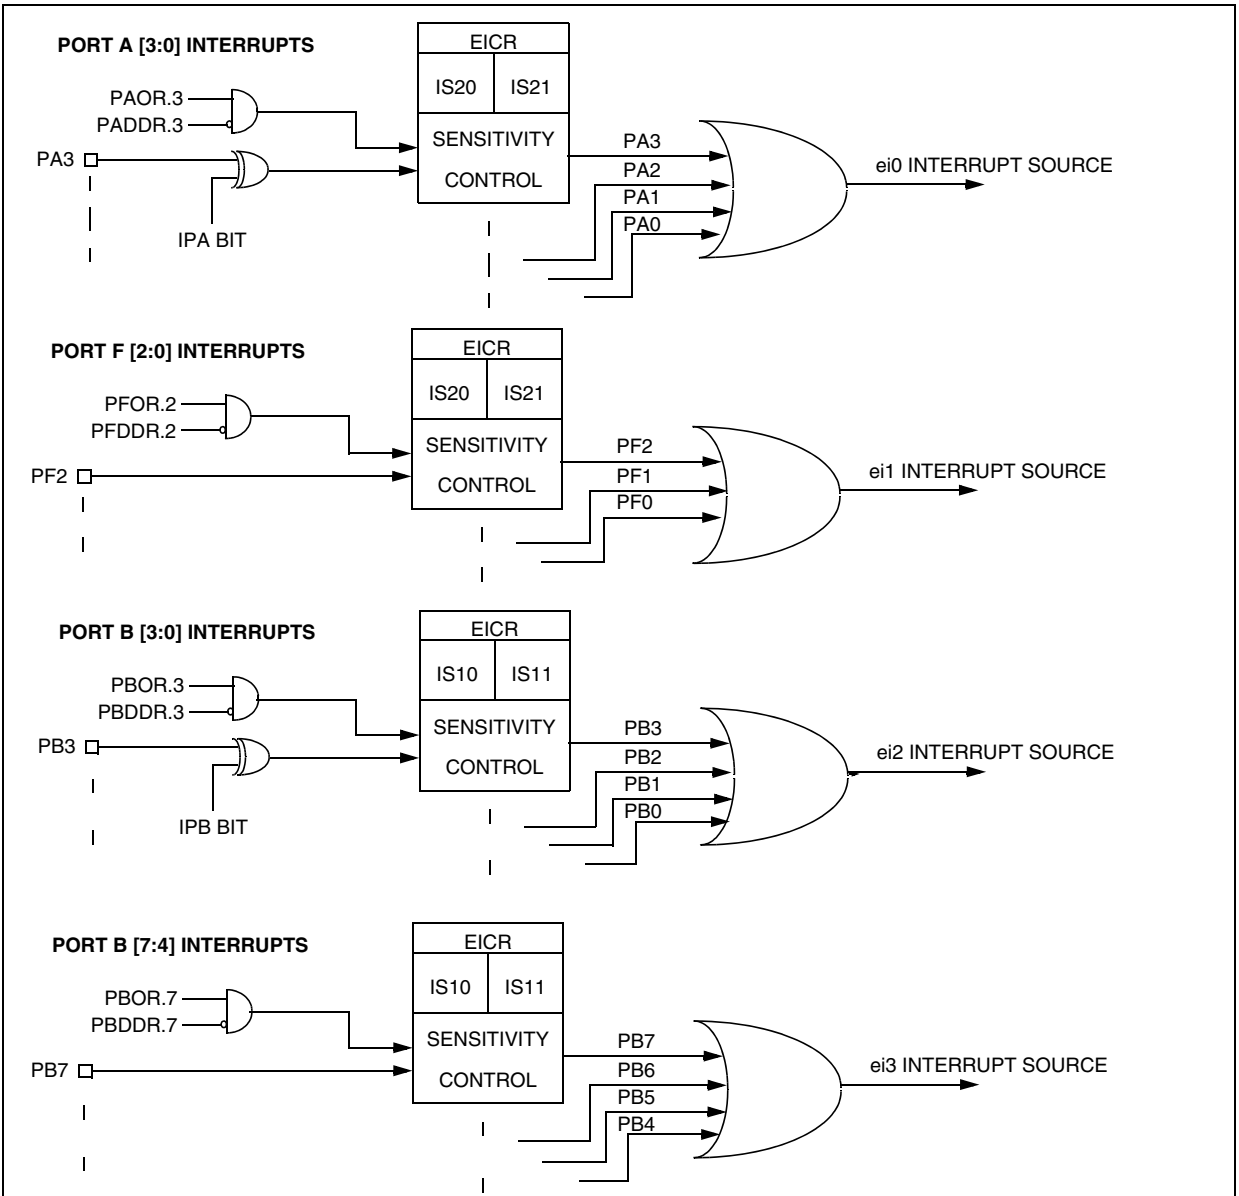 PORT A [3:0] INTERRUPTS
EICR
IS20 IS21
PAOR.3
PADDR.3
SENSITIVITY
CONTROL
PA3
IPA BIT
PA3
PA2
PA1
PA0
ei0 INTERRUPT SOURCE
PORT F [2:0] INTERRUPTS
EICR
IS20 IS21
PFOR.2
PFDDR.2
SENSITIVITY
CONTROL
PF2
PF2
PF1
PF0
ei1 INTERRUPT SOURCE
PORT B [3:0] INTERRUPTS
EICR
IS10 IS11
PBOR.3
PBDDR.3
SENSITIVITY
CONTROL
PB3
IPB BIT
PB3
PB2
PB1
PB0
ei2 INTERRUPT SOURCE
PORT B [7:4] INTERRUPTS
EICR
IS10 IS11
PBOR.7
PBDDR.7
SENSITIVITY
CONTROL
PB7
PB7
PB6
PB5
PB4
ei3 INTERRUPT SOURCE